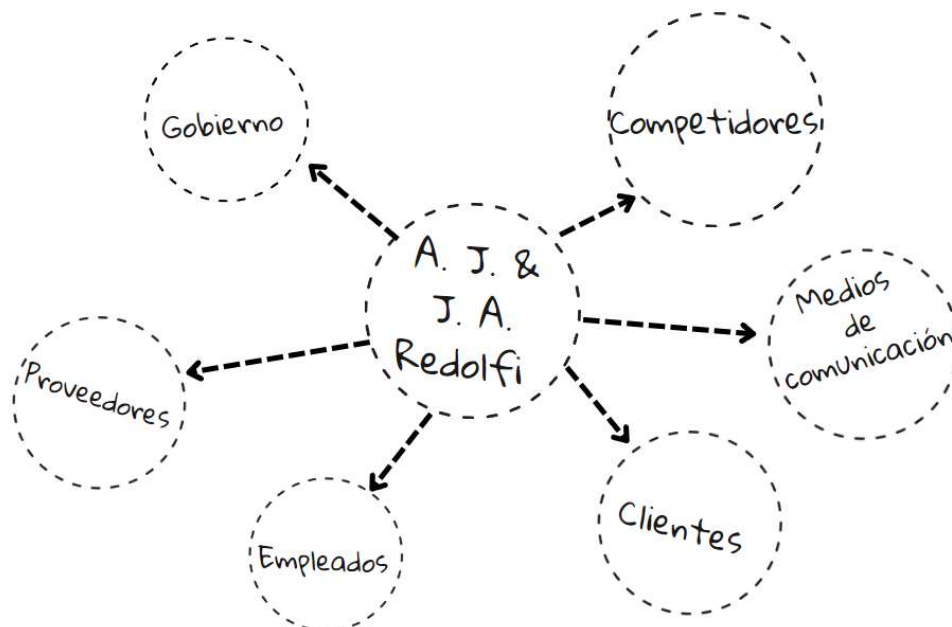 Gobierno
Competidores
A. J. &
J. A.
Redolfi
Medios
de
comunicación
Proveedores
Clientes
Empleados